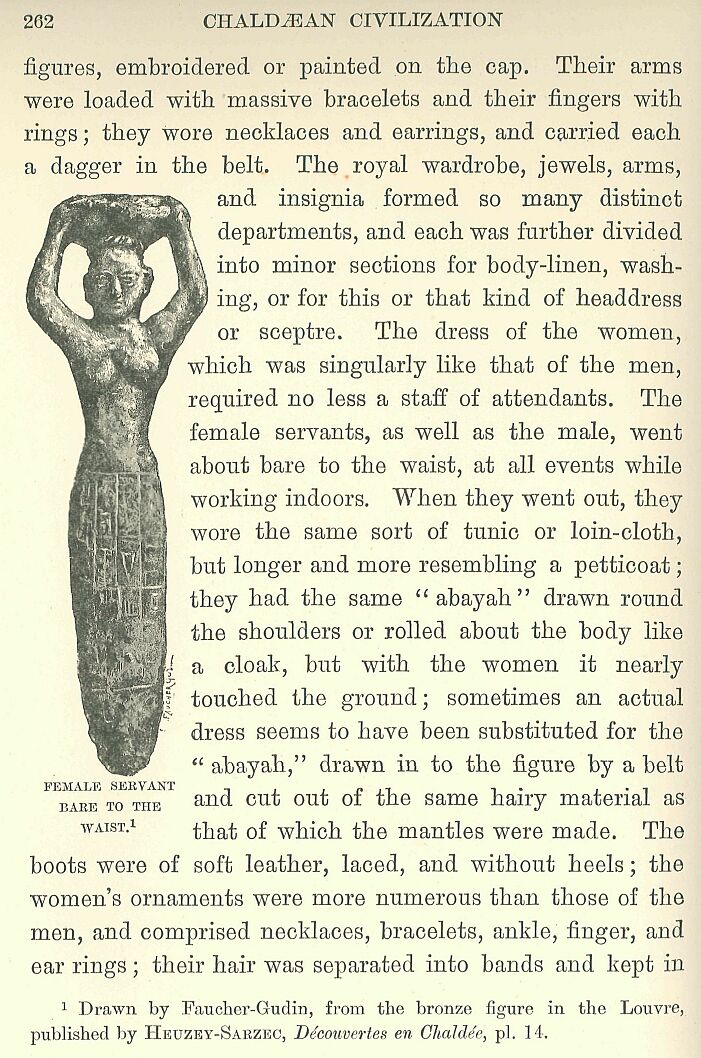 262 CHALDÆAN CIVILIZATION
figures, embroidered or painted on the cap. Their arms
were loaded with massive bracelets and their fingers with
rings; they wore necklaces and earrings, and carried each
a dagger in the belt. The royal wardrobe, jewels, arms,
and insignia formed so many distinct
departments, and each was further divided
into minor sections for body-linen, wash-
ing, or for this or that kind of headdress
or sceptre. The dress of the women,
which was singularly like that of the men,
required no less a staff of attendants. The
female servants, as well as the male, went
about bare to the waist, at all events while
working indoors. When they went out, they
wore the same sort of tunic or loin-cloth,
but longer and more resembling a petticoat;
they had the same “abayah” drawn round
the shoulders or rolled about the body like
a cloak, but with the women it nearly
touched the ground; sometimes an actual
dress seems to have been substituted for the
“abayah,” drawn in to the figure by a belt
and cut out of the same hairy material as
that of which the mantles were made. The
FAUCHER-GUDIN
FEMALE SERVANT
BARE TO THE
WAIST.¹
boots were of soft leather, laced, and without heels; the
women’s ornaments were more numerous than those of the
men, and comprised necklaces, bracelets, ankle, finger, and
ear rings; their hair was separated into bands and kept in
¹ Drawn by Faucher-Gudin, from the bronze figure in the Louvre,
published by HEUZEY-SARZEC, Découvertes en Chaldée, pl. 14.